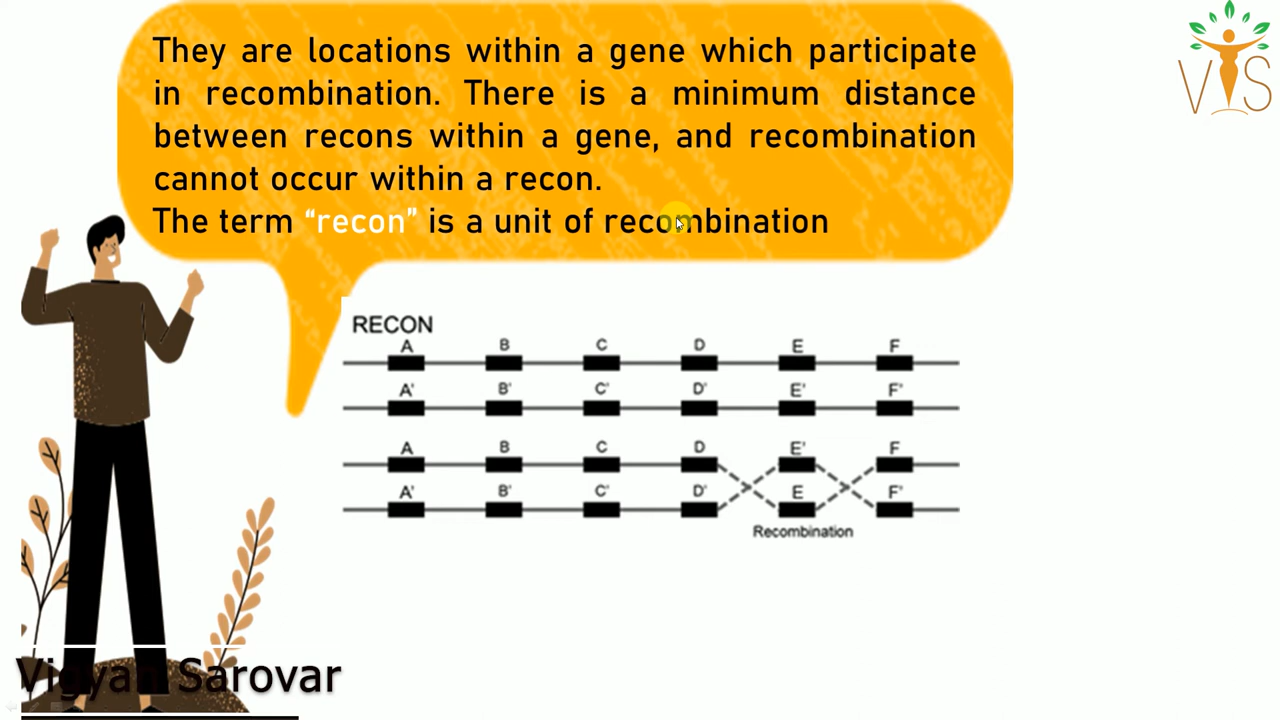 They are locations within a gene which participate
in recombination. There is a minimum distance
between recons within a gene, and recombination
cannot occur within a recon.
The term “recon” is a unit of recombination
VIS
RECON
A B C D E F
A' B' C' D' E' F'
A B C D E' F
A' B' C' D' E F'
Recombination
Vigyan Sarovar